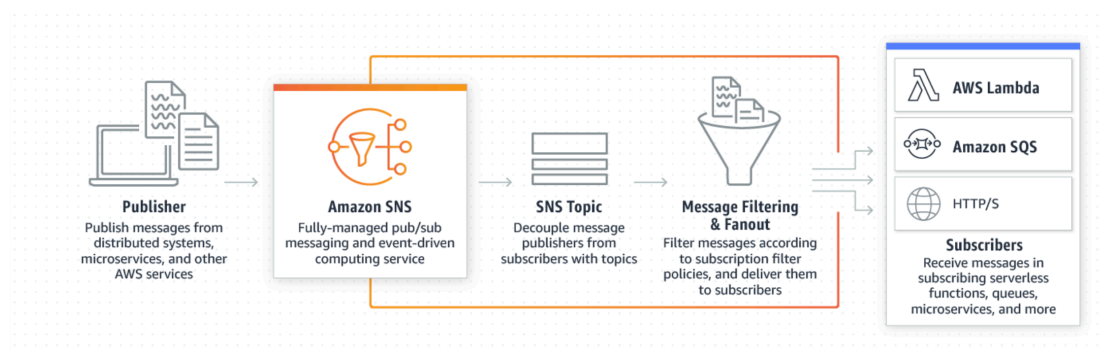 Publisher
Publish messages from
distributed systems,
microservices, and other
AWS services
Amazon SNS
Fully-managed pub/sub
messaging and event-driven
computing service
SNS Topic
Decouple message
publishers from
subscribers with topics
Message Filtering
& Fanout
Filter messages according
to subscription filter
policies, and deliver them
to subscribers
AWS Lambda
Amazon SQS
HTTP/S
Subscribers
Receive messages in
subscribing serverless
functions, queues,
microservices, and more